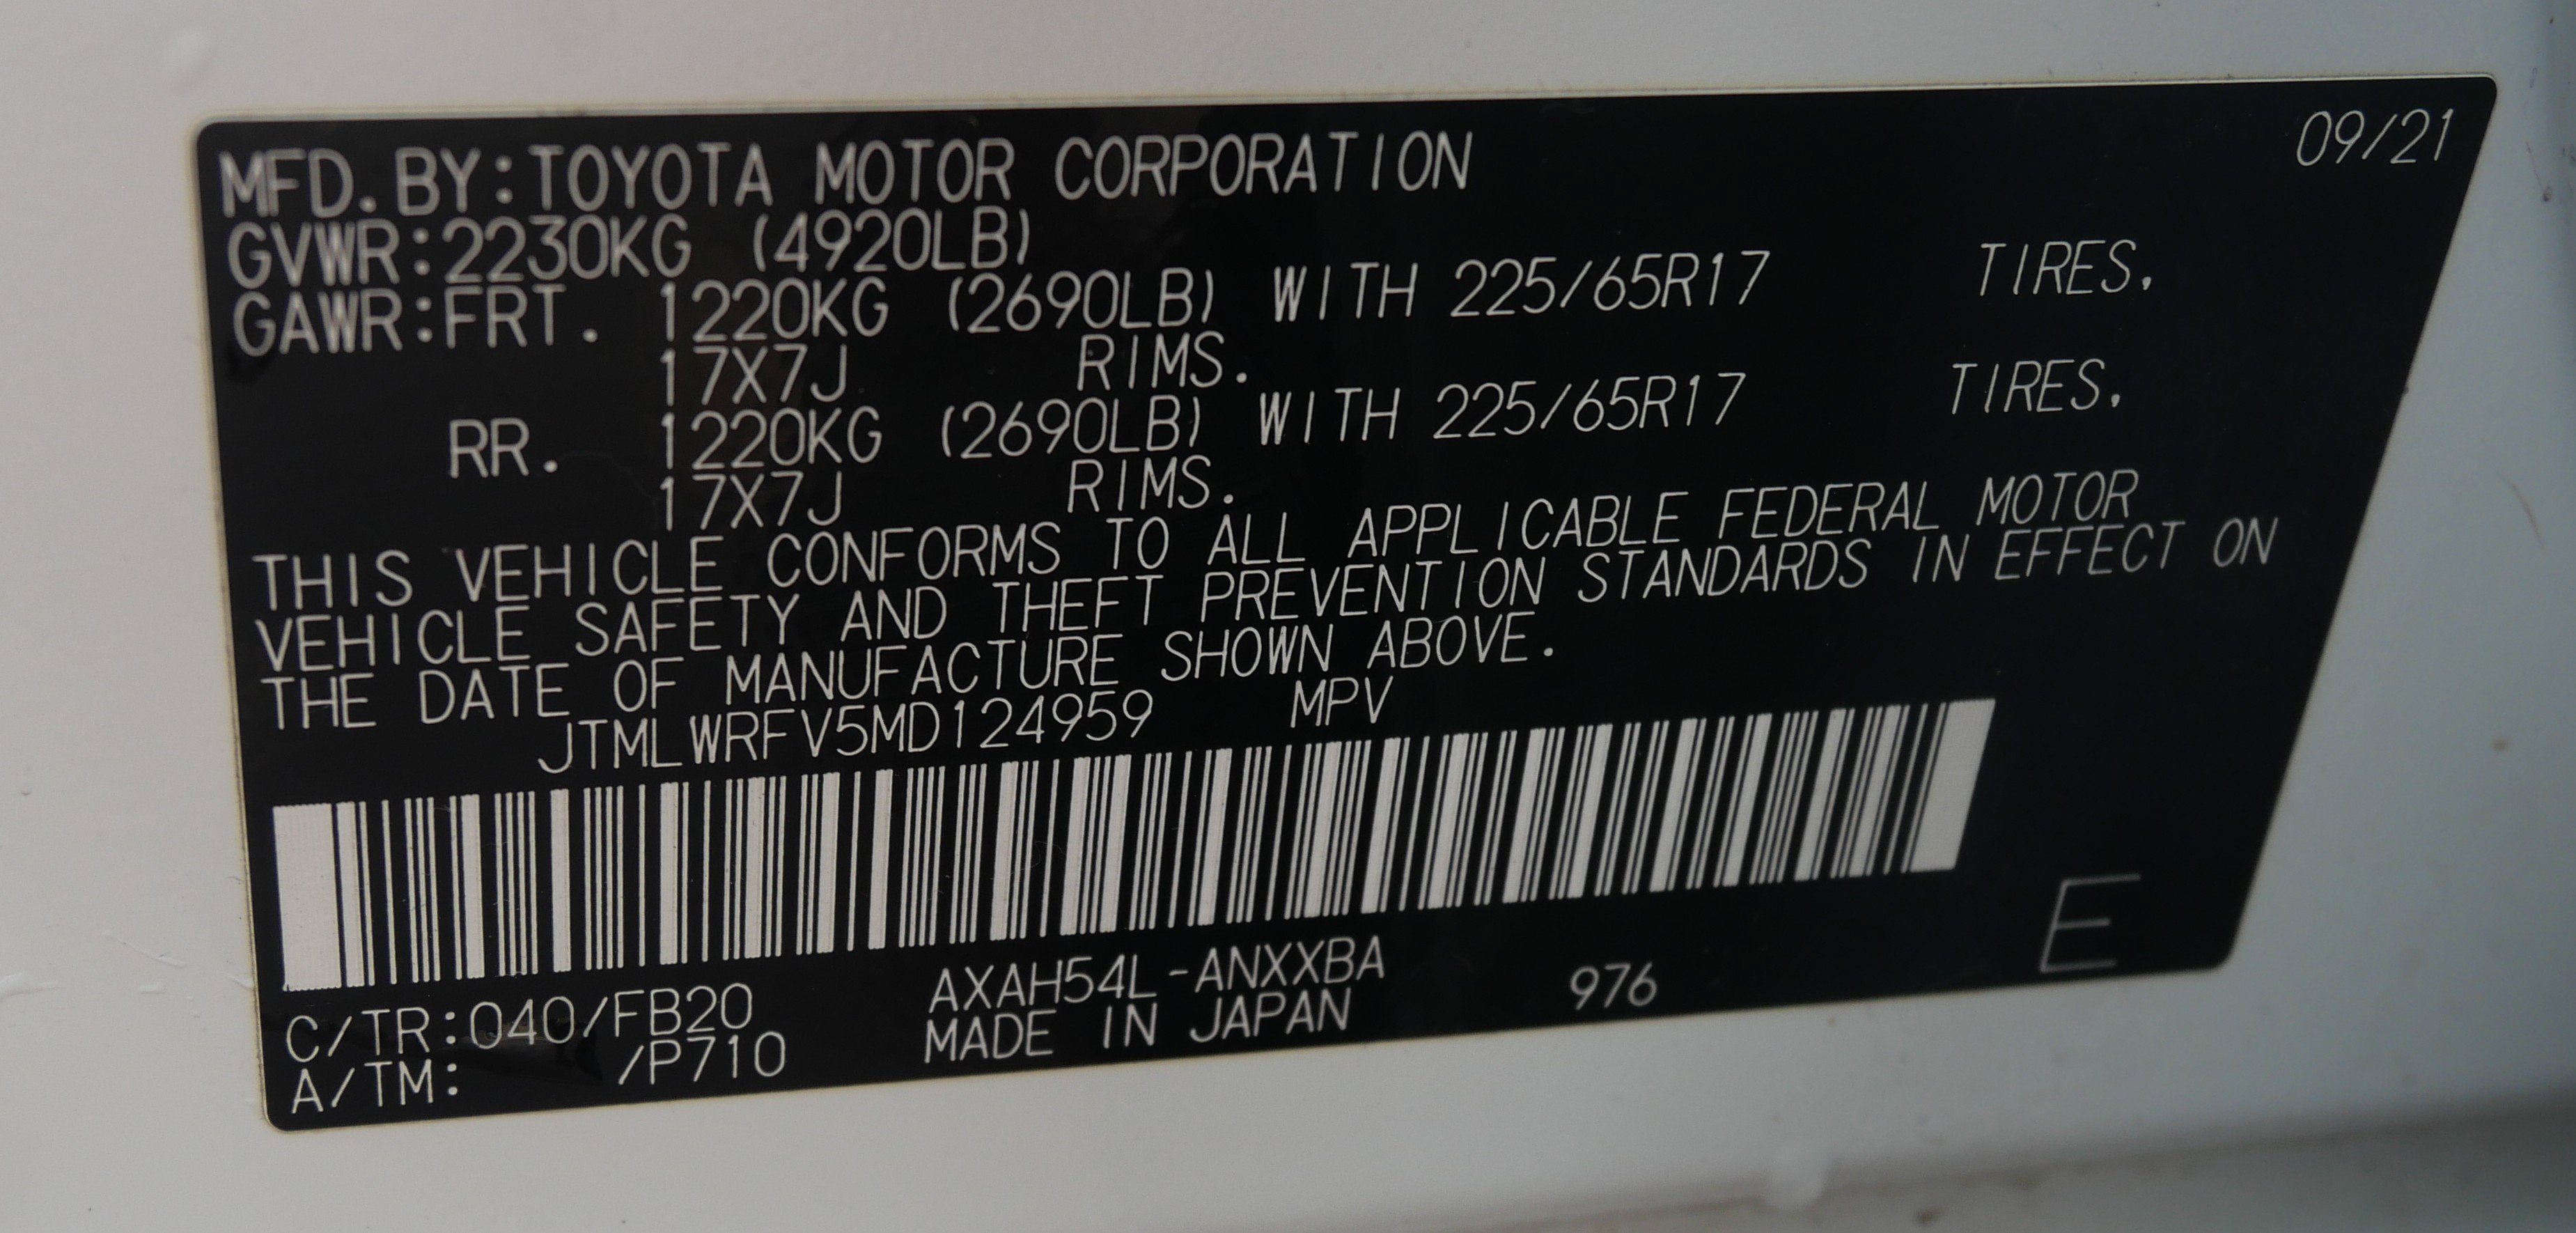 09/21
MFD.BY:TOYOTA MOTOR CORPORATION
GVWR:2230KG (4920LB)
GAWR:FRT. 1220KG (2690LB) WITH 225/65R17 TIRES,
17X7J RIMS.
RR. 1220KG (2690LB) WITH 225/65R17 TIRES,
17X7J RIMS.
THIS VEHICLE CONFORMS TO ALL APPLICABLE FEDERAL MOTOR
VEHICLE SAFETY AND THEFT PREVENTION STANDARDS IN EFFECT ON
THE DATE OF MANUFACTURE SHOWN ABOVE.
JTMLWRFV5MD124959 MPV
E
C/TR:040/FB20 AXAH54L-ANXXBA 976
A/TM: /P710 MADE IN JAPAN